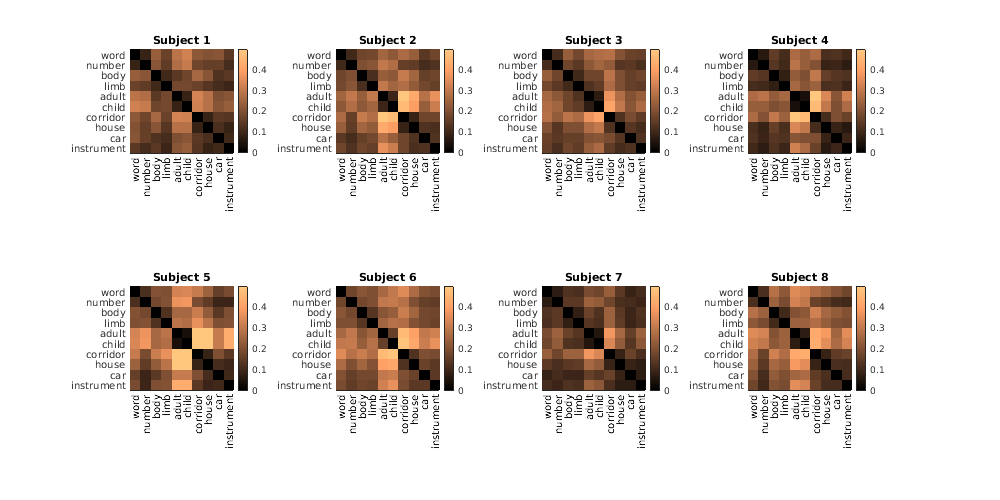 Subject 1
word
number
body
limb
adult
child
corridor
house
car
instrument
0.4
0.3
0.2
0.1
0
word
number
body
limb
adult
child
corridor
house
car
instrument
Subject 2
word
number
body
limb
adult
child
corridor
house
car
instrument
0.4
0.3
0.2
0.1
0
word
number
body
limb
adult
child
corridor
house
car
instrument
Subject 3
word
number
body
limb
adult
child
corridor
house
car
instrument
0.4
0.3
0.2
0.1
0
word
number
body
limb
adult
child
corridor
house
car
instrument
Subject 4
word
number
body
limb
adult
child
corridor
house
car
instrument
0.4
0.3
0.2
0.1
0
word
number
body
limb
adult
child
corridor
house
car
instrument
Subject 5
word
number
body
limb
adult
child
corridor
house
car
instrument
0.4
0.3
0.2
0.1
0
word
number
body
limb
adult
child
corridor
house
car
instrument
Subject 6
word
number
body
limb
adult
child
corridor
house
car
instrument
0.4
0.3
0.2
0.1
0
word
number
body
limb
adult
child
corridor
house
car
instrument
Subject 7
word
number
body
limb
adult
child
corridor
house
car
instrument
0.4
0.3
0.2
0.1
0
word
number
body
limb
adult
child
corridor
house
car
instrument
Subject 8
word
number
body
limb
adult
child
corridor
house
car
instrument
0.4
0.3
0.2
0.1
0
word
number
body
limb
adult
child
corridor
house
car
instrument